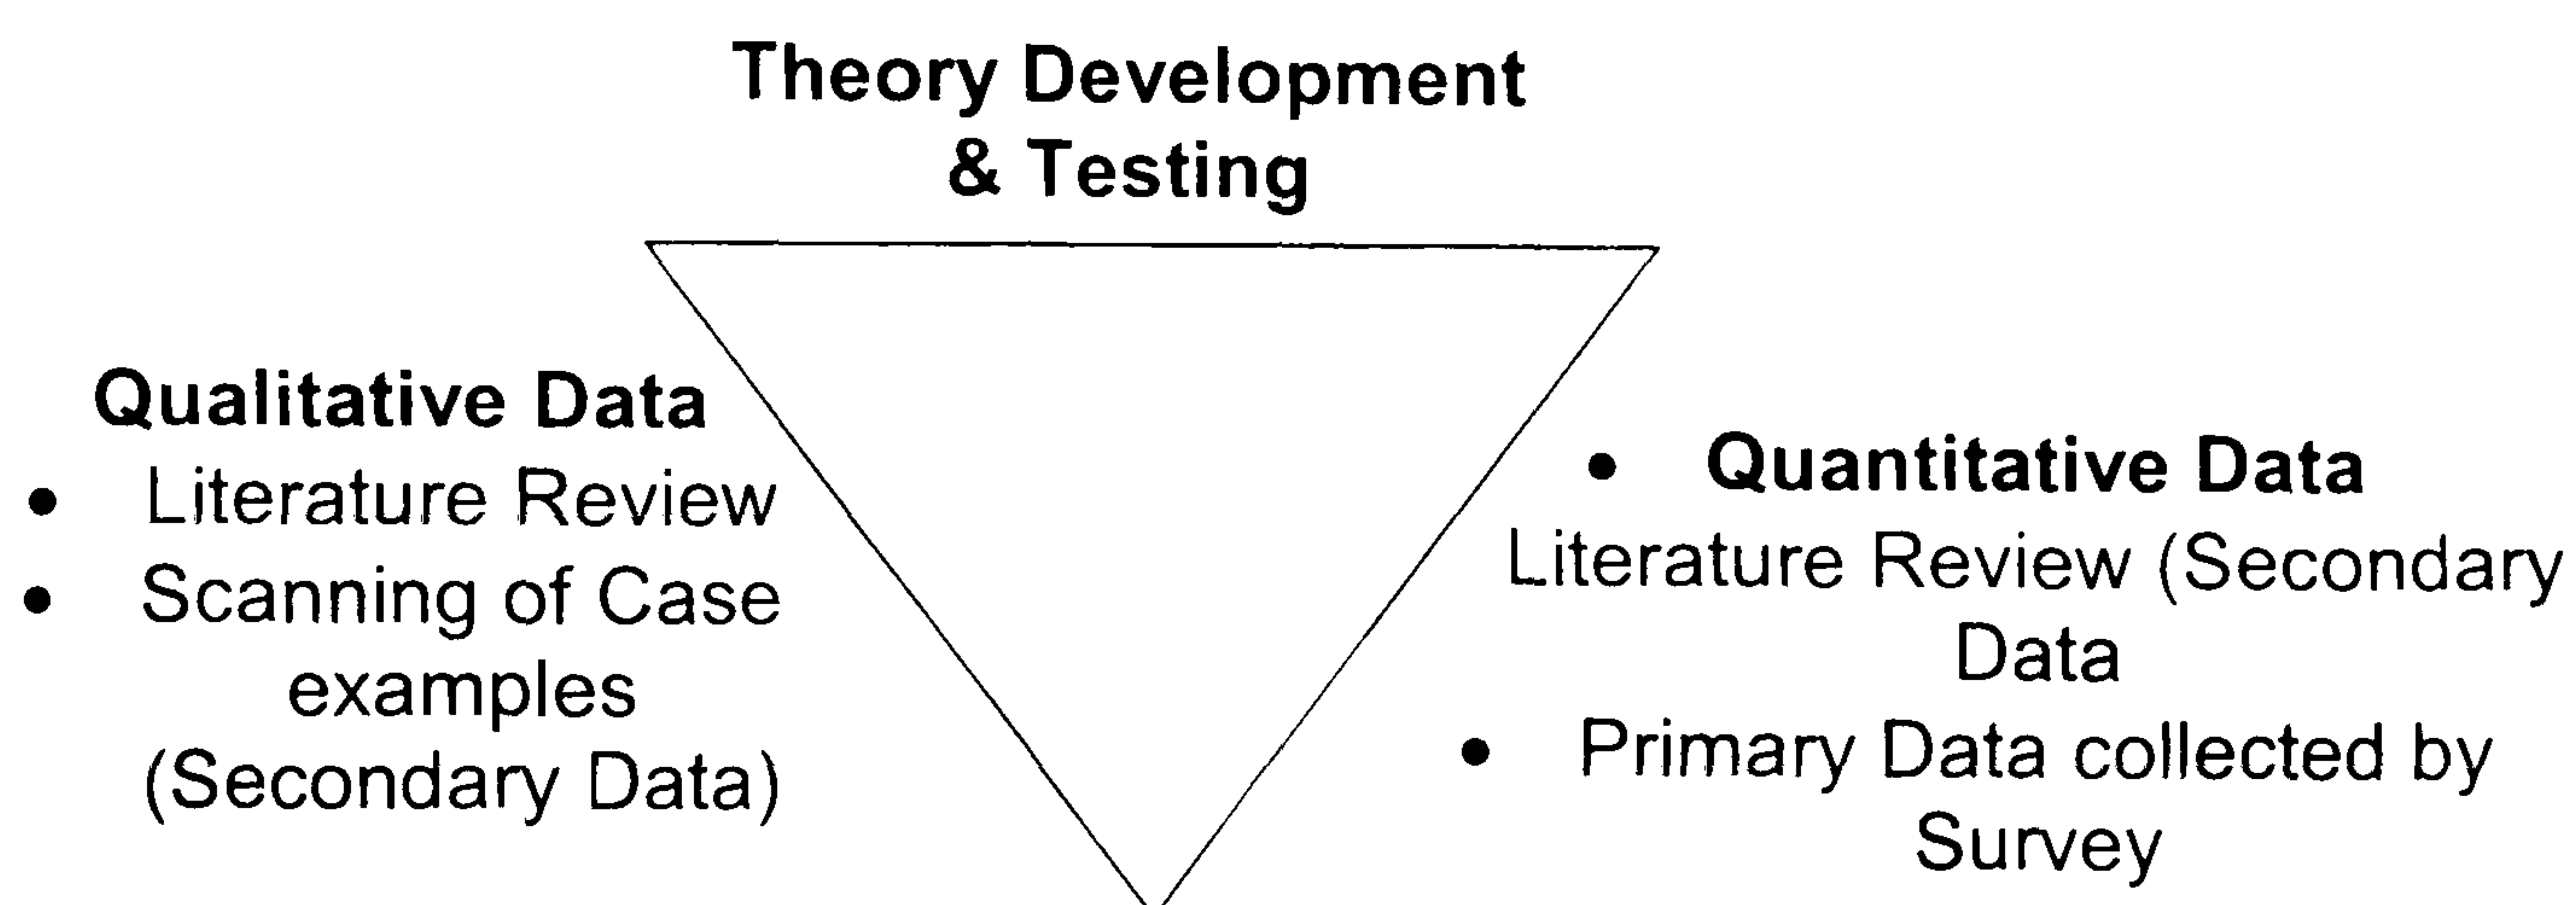 Theory Development
& Testing
Qualitative Data
• Literature Review
• Scanning of Case
examples
(Secondary Data)
• Quantitative Data
Literature Review (Secondary
Data
• Primary Data collected by
Survey